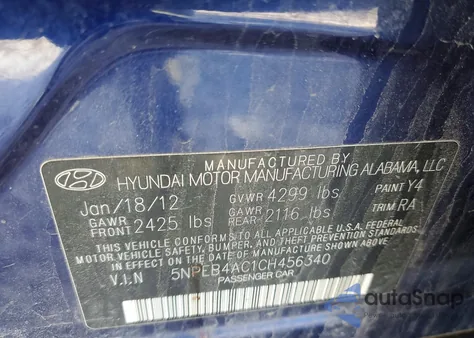 MANUFACTURED BY
HYUNDAI MOTOR MANUFACTURING ALABAMA, LLC
Jan/18/12 GVWR 4299 lbs PAINT Y4
GAWR FRONT 2425 lbs GAWR REAR 2116 lbs TRIM RA
THIS VEHICLE CONFORMS TO ALL APPLICABLE U.S.A. FEDERAL
MOTOR VEHICLE SAFETY, BUMPER, AND THEFT
PREVENTION STANDARDS IN EFFECT ON THE DATE OF
MANUFACTURE SHOWN ABOVE.
V.I.N 5NPEB4AC1CH456340
PASSENGER CAR
autoSnap